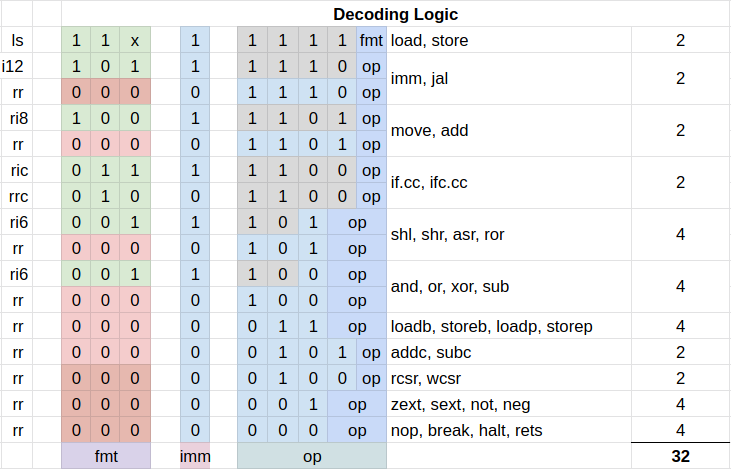 Decoding Logic
ls 1 1 x 1 1 1 1 1 fmt load, store 2
i12 1 0 1 1 1 1 1 0 op
imm, jal 2
rr 0 0 0 0 1 1 1 0 op
ri8 1 0 0 1 1 1 0 1 op
move, add 2
rr 0 0 0 0 1 1 0 1 op
ric 0 1 1 1 1 1 0 0 op
if.cc, ifc.cc 2
rrc 0 1 0 0 1 1 0 0 op
ri6 0 0 1 1 1 0 1 op
shl, shr, asr, ror 4
rr 0 0 0 0 1 0 1 op
ri6 0 0 1 1 1 0 0 op
and, or, xor, sub 4
rr 0 0 0 0 1 0 0 op
rr 0 0 0 0 0 1 1 op loadb, storeb, loadp, storep 4
rr 0 0 0 0 0 1 0 1 op addc, subc 2
rr 0 0 0 0 0 1 0 0 op rcsr, wcsr 2
rr 0 0 0 0 0 0 1 op zext, sext, not, neg 4
rr 0 0 0 0 0 0 0 op nop, break, halt, rets 4
fmt imm op 32